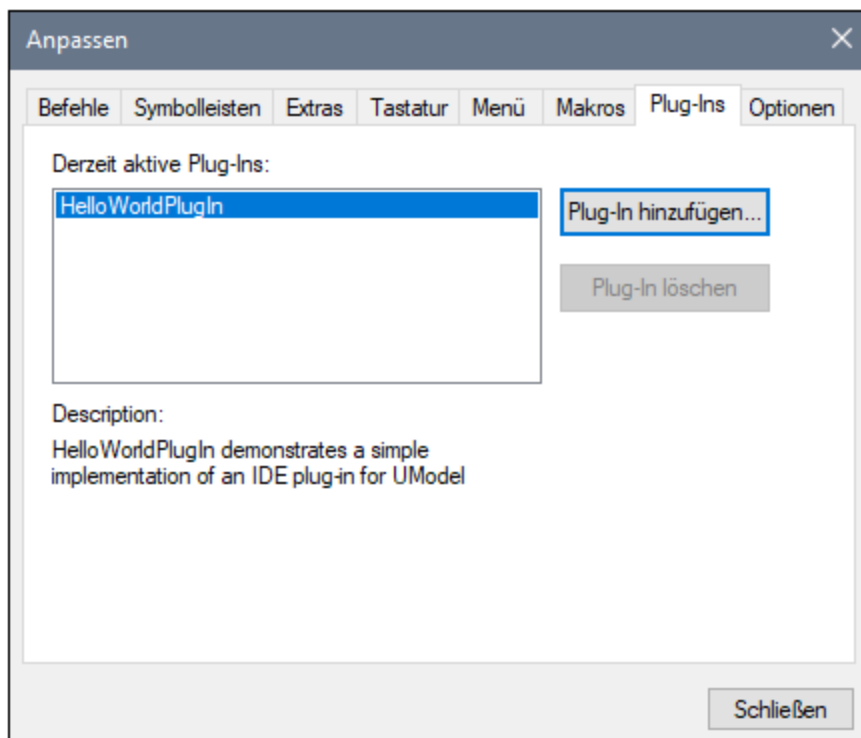 Anpassen
Befehle Symbolleisten Extras Tastatur Menü Makros Plug-Ins Optionen
Derzeit aktive Plug-Ins:
HelloWorldPlugIn
Plug-In hinzufügen...
Plug-In löschen
Description:
HelloWorldPlugIn demonstrates a simple
implementation of an IDE plug-in for UModel
Schließen